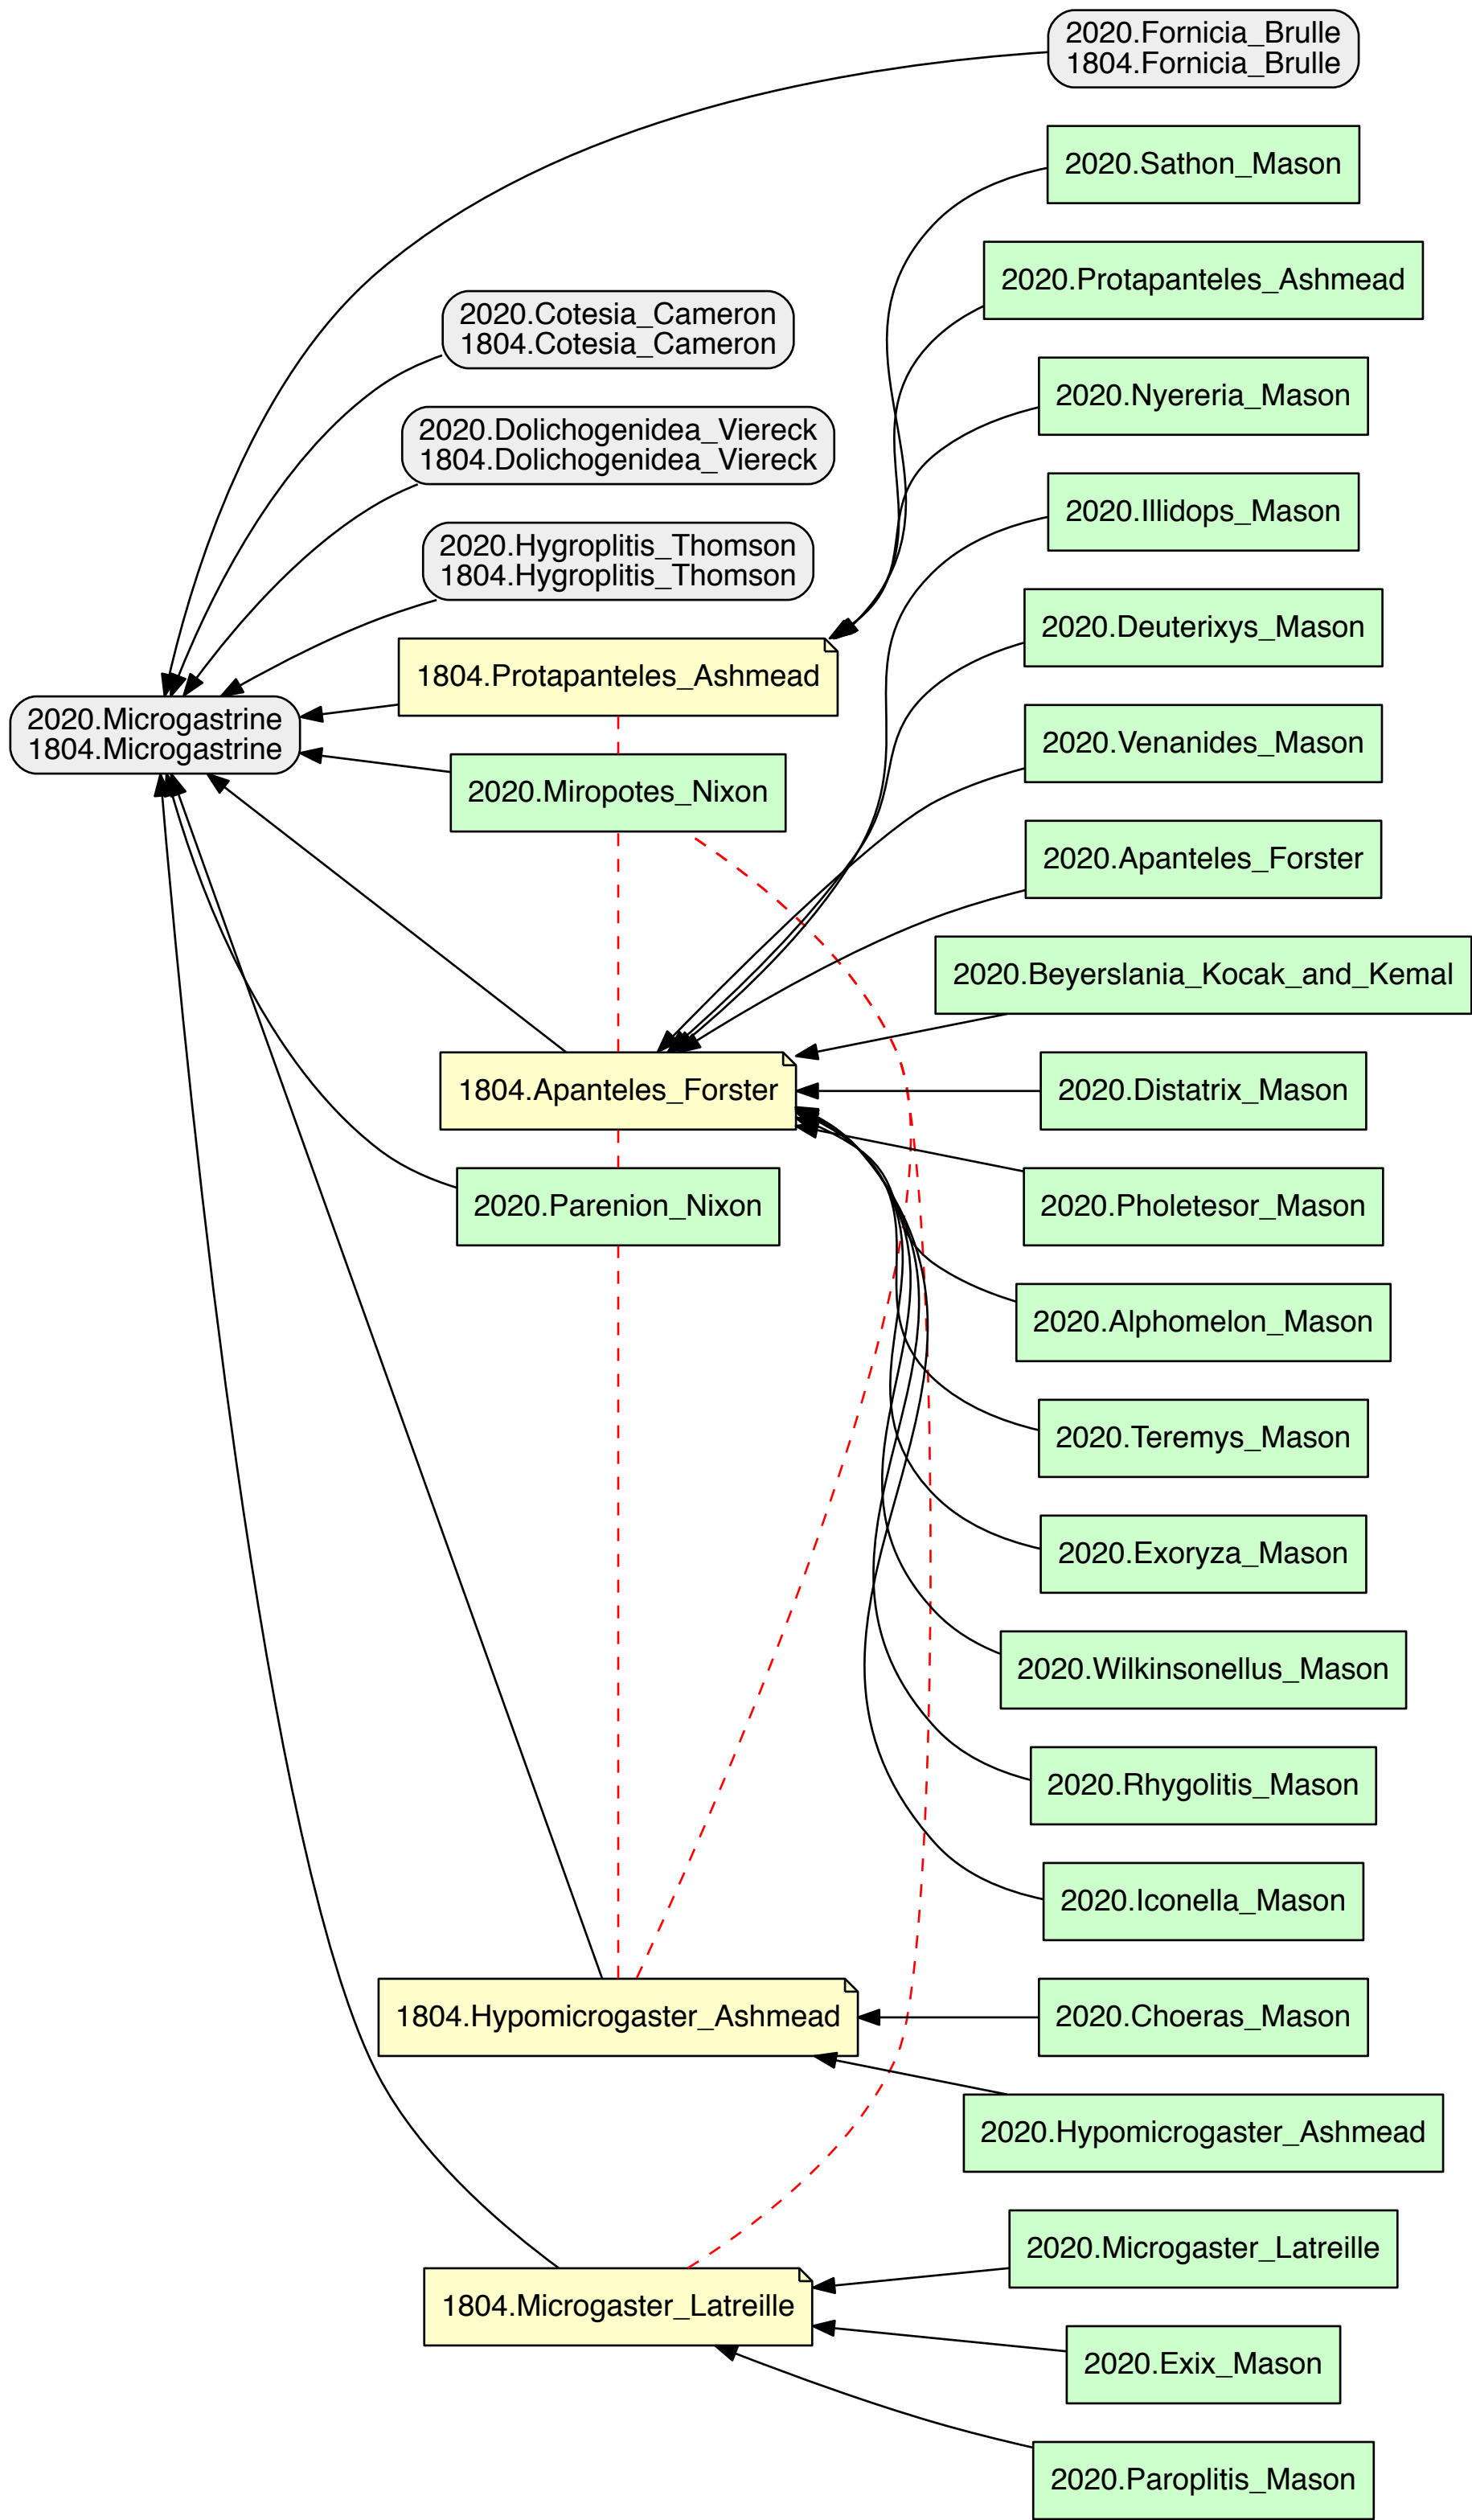 2020.Fornicia_Brulle
1804.Fornicia_Brulle
2020.Sathon_Mason
2020.Protapanteles_Ashmead
2020.Cotesia_Cameron
1804.Cotesia_Cameron
2020.Nyereria_Mason
2020.Dolichogenidea_Viereck
1804.Dolichogenidea_Viereck
2020.Illidops_Mason
2020.Hygroplitis_Thomson
1804.Hygroplitis_Thomson
2020.Deuterixys_Mason
1804.Protapanteles_Ashmead
2020.Microgastrine
1804.Microgastrine
2020.Venanides_Mason
2020.Miropotes_Nixon
2020.Apanteles_Forster
2020.Beyerslania_Kocak_and_Kemal
1804.Apanteles_Forster
2020.Distatrix_Mason
2020.Parenion_Nixon
2020.Pholetesor_Mason
2020.Alphomelon_Mason
2020.Teremys_Mason
2020.Exoryza_Mason
2020.Wilkinsonellus_Mason
2020.Rhygolitis_Mason
2020.Iconella_Mason
1804.Hypomicrogaster_Ashmead
2020.Choeras_Mason
2020.Hypomicrogaster_Ashmead
2020.Microgaster_Latreille
1804.Microgaster_Latreille
2020.Exix_Mason
2020.Paroplitis_Mason